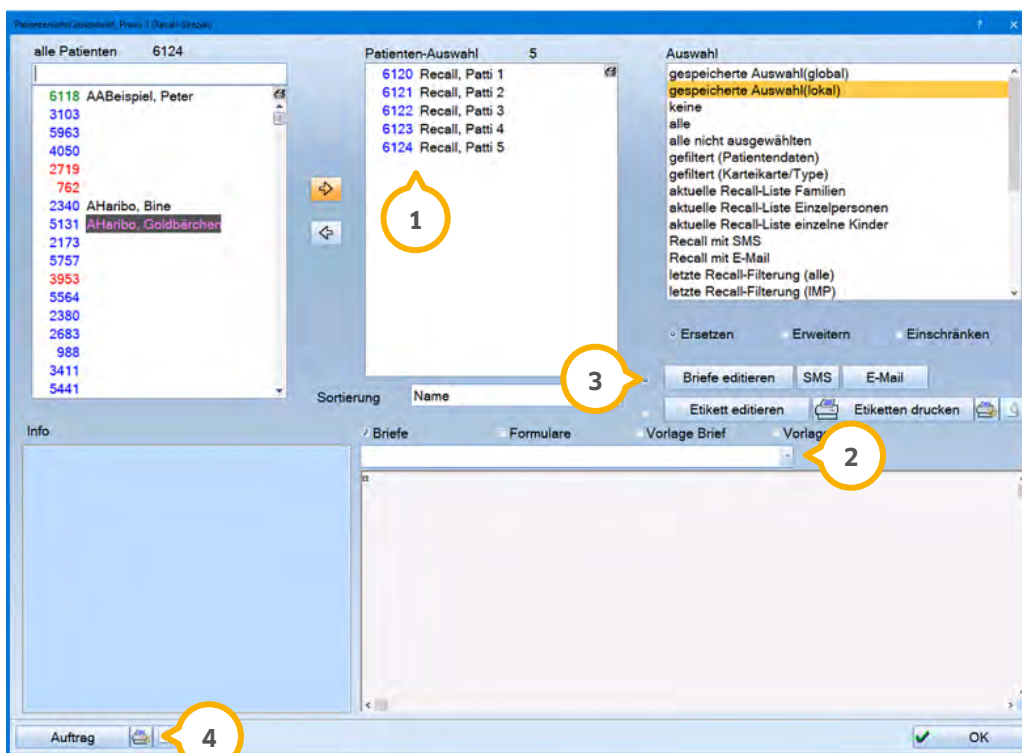 alle Patienten 6124
6118 AABeispiel, Peter
3103
5963
4050
2719
762
2340 AHaribo, Bine
5131 AHaribo, Goldbärchen
2173
5757
3953
5564
2380
2683
988
3411
5441
Patienten-Auswahl 5
6120 Recall, Patti 1
6121 Recall, Patti 2
6122 Recall, Patti 3
6123 Recall, Patti 4
6124 Recall, Patti 5
1
Sortierung Name
Auswahl
gespeicherte Auswahl(global)
gespeicherte Auswahl(lokal)
keine
alle
alle nicht ausgewählten
gefiltert (Patientendaten)
gefiltert (Karteikarte/Type)
aktuelle Recall-Liste Familien
aktuelle Recall-Liste Einzelpersonen
aktuelle Recall-Liste einzelne Kinder
Recall mit SMS
Recall mit E-Mail
letzte Recall-Filterung (alle)
letzte Recall-Filterung (IMP)
Ersetzen Erweitern Einschränken
3
Briefe editieren SMS E-Mail
Etikett editieren Etiketten drucken
Info
Briefe Formulare Vorlage Brief
2
Auftrag
4
OK